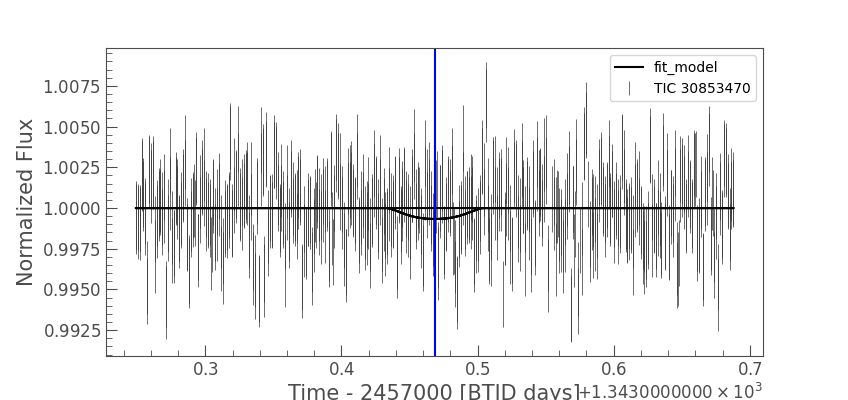 fit_model
TIC 30853470
Normalized Flux
1.0075
1.0050
1.0025
1.0000
0.9975
0.9950
0.9925
0.3
0.4
0.5
0.6
0.7
Time - 2457000 [BTJD days]
+1.3430000000 × 10³